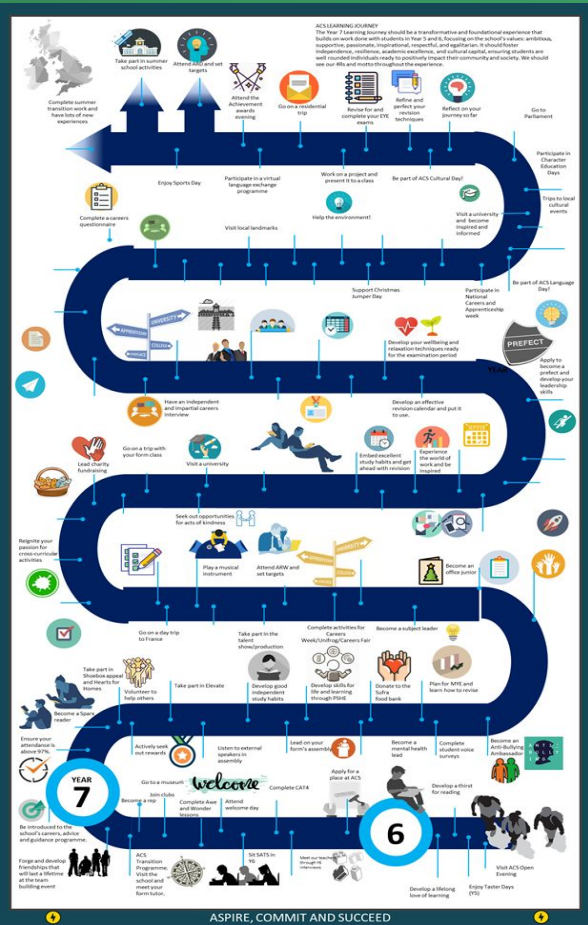 ACS LEARNING JOURNEY
The Year 7 Learning Journey should be a transformative and foundational experience that
builds on work done with students in Year 5 and 6, focusing on the school's values: ambitious,
supportive, passionate, inspirational, respectful, and egalitarian. It should foster
independence, resilience, academic excellence, and cultural capital, ensuring students are
well rounded individuals ready to positively impact their community and society. We should
see our 4Rs and motto throughout the experience.
Take part in summer
school activities
Attend ARD and set
targets
Complete summer
transition work and
have lots of new
experiences
Attend the
Achievement
awards
evening
Go on a residential
trip
Revise for and
complete your EYE
exams
Refine and
perfect your
revision
techniques
Reflect on your
journey so far
Go to
Parliament
Enjoy Sports Day
Participate in a virtual
language exchange
programme
Work on a project and
present it to a class
Be part of ACS Cultural Day!
Participate in
Character
Education
Days
Trips to local
cultural
events
Complete a careers
questionnaire
Visit local landmarks
Help the environment!
Visit a university
and become
inspired and
informed
Support Christmas
Jumper Day
Participate in
National
Careers and
Apprenticeship
week
Be part of ACS Language
Day!
UNIVERSITY
APPRENTICESHIP
COLLEGE
WORKPLACE
Develop your wellbeing and
relaxation techniques ready
for the examination period
PREFECT
YEAR
Apply to
become a
prefect and
develop your
leadership
skills
Have an independent
and impartial careers
interview
Develop an effective
revision calendar and put it
to use.
Lead charity
fundraising
Go on a trip with
your form class
Visit a university
Embed excellent
study habits and get
ahead with revision
Experience
the world of
work and be
inspired
Seek out opportunities
for acts of kindness
Reignite your
passion for
cross-curricular
activities
Play a musical
instrument
Attend ARW and
set targets
UNIVERSITY
APPRENTICESHIP
COLLEGE
WORKPLACE
Become an
office junior
Go on a day trip
to France
Take part in the
talent
show/production
Complete activities for
Careers
Week/Unifrog/Careers Fair
Become a subject leader
Take part in
Shoebox appeal
and Hearts for
Homes
Volunteer to
help others
Take part in Elevate
Develop good
independent
study habits
Develop skills for
life and learning
through PSHE
Donate to the
Sufra
food bank
Plan for MYE and
learn how to revise
Become a Sparx
reader
Ensure your
attendance is
above 97%.
Actively seek
out rewards
Listen to external
speakers in
assembly
Lead on your
form's assembly
Become a
mental health
lead
Complete
student voice
surveys
Become an
Anti-Bullying
Ambassador
YEAR
7
Go to a museum
welcome
Complete CAT4
Apply for a
place at ACS
Develop a thirst
for reading
Join clubs
Become a rep
Complete Awe
and Wonder
lessons
Attend
welcome day
6
Be introduced to the
school's careers, advice
and guidance programme.
Forge and develop
friendships that
will last a lifetime
at the team
building event
ACS
Transition
Programme.
Visit the
school and
meet your
form tutor.
Sit SATS in
Y6
Meet our teachers
through Y6
interviews
Visit ACS Open
Evening
Develop a lifelong
love of learning
Enjoy Taster Days
(Y5)
ASPIRE, COMMIT AND SUCCEED